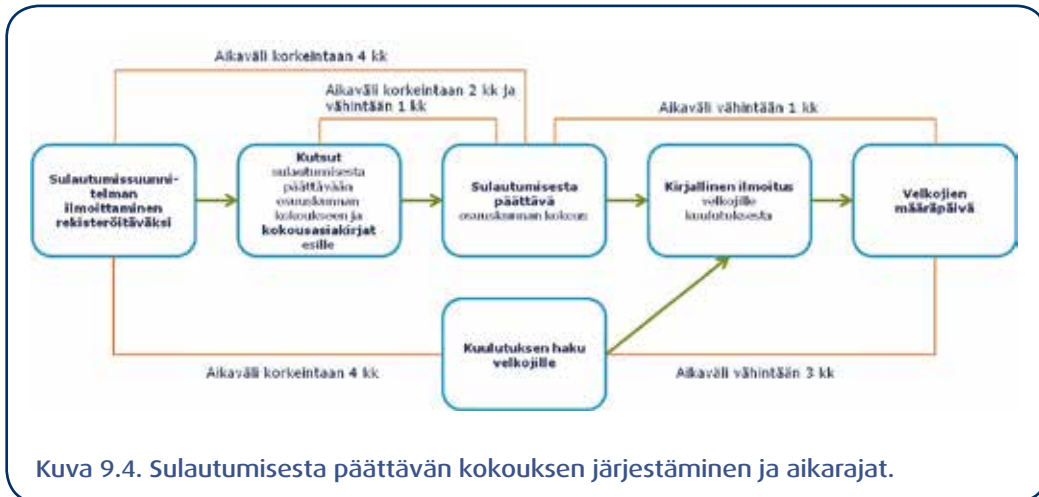 Aikaväli korkeintaan 4 kk
Aikaväli korkeintaan 2 kk ja
vähintään 1 kk
Aikaväli vähintään 1 kk
Sulautumissuunni-
telman
ilmoittaminen
rekisteröitäväksi
Kutsut
sulautumisesta
päättävään
osuuskunnan
kokoukseen ja
kokousasiakirjat
esille
Sulautumisesta
päättävä
osuuskunnan kokous
Kirjallinen ilmoitus
velkojille
kuulutuksesta
Velkojien
määräpäivä
Kuulutuksen haku
velkojille
Aikaväli korkeintaan 4 kk
Aikaväli vähintään 3 kk
Kuva 9.4. Sulautumisesta päättävän kokouksen järjestäminen ja aikarajat.